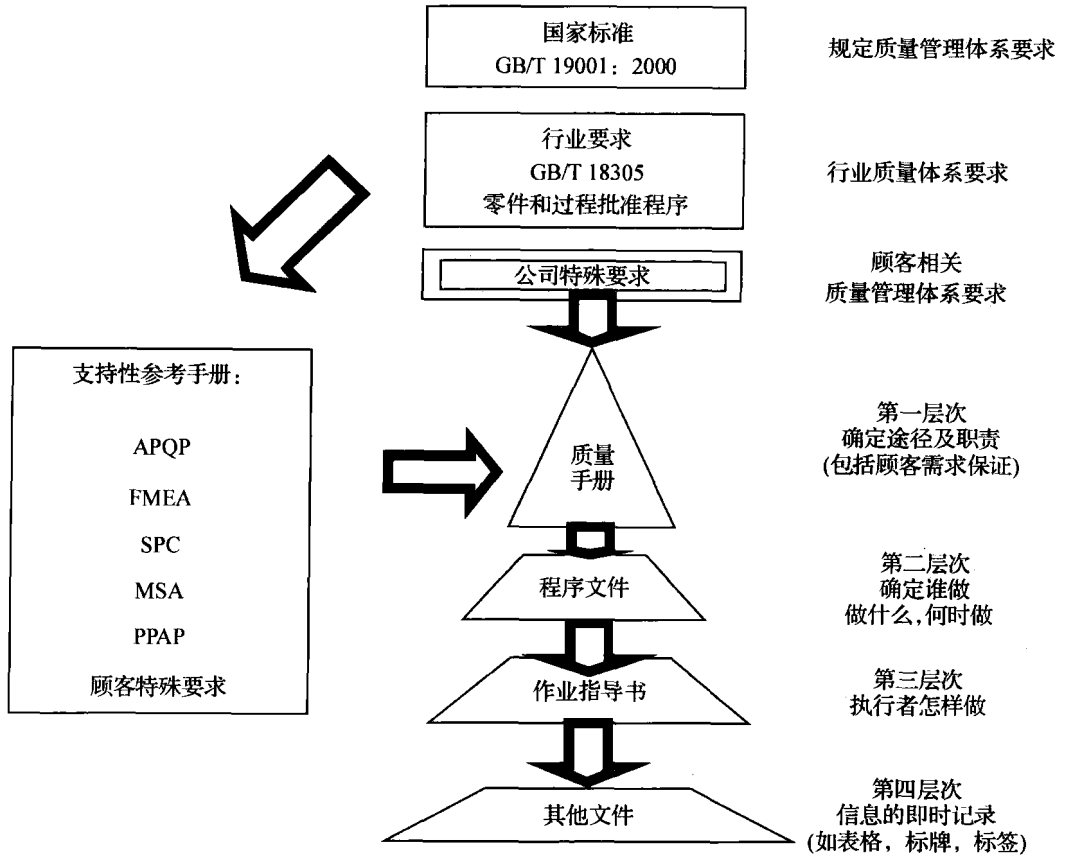 国家标准
GB/T 19001：2000
规定质量管理体系要求
行业要求
GB/T 18305
零件和过程批准程序
行业质量体系要求
公司特殊要求
顾客相关
质量管理体系要求
支持性参考手册：
APQP
FMEA
SPC
MSA
PPAP
顾客特殊要求
质量
手册
第一层次
确定途径及职责
(包括顾客需求保证)
程序文件
第二层次
确定谁做
做什么，何时做
作业指导书
第三层次
执行者怎样做
其他文件
第四层次
信息的即时记录
(如表格，标牌，标签)